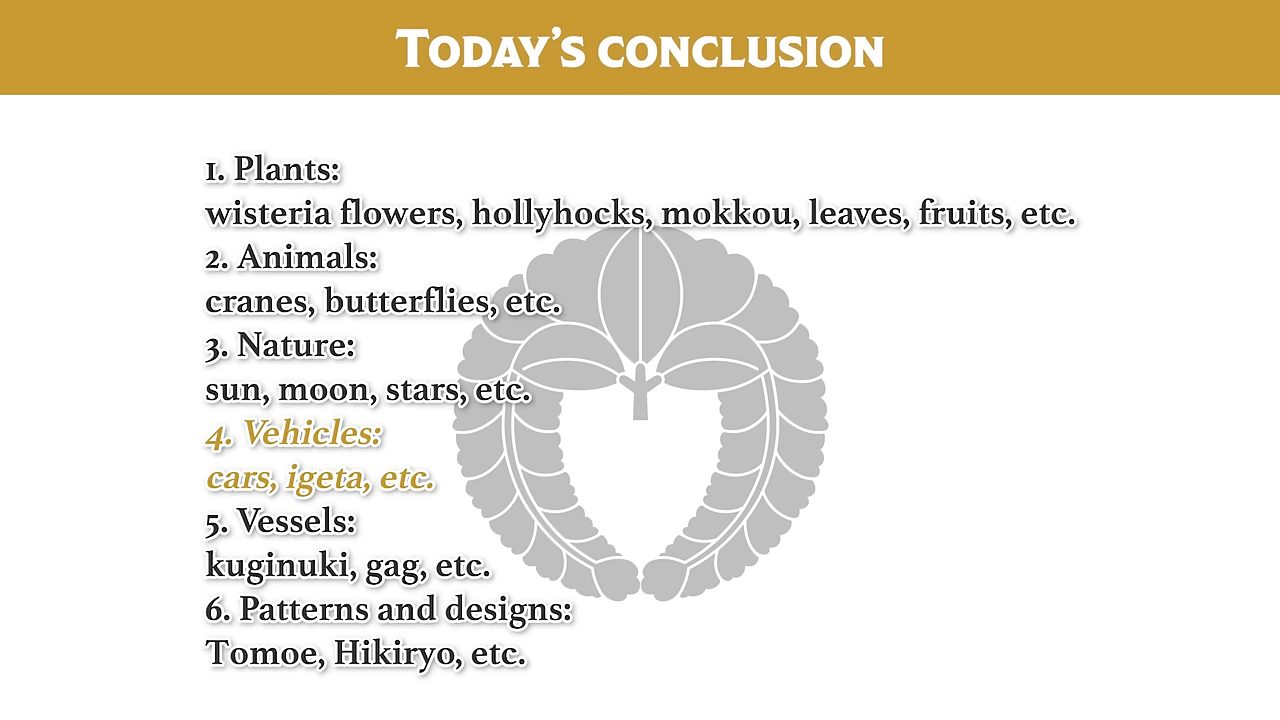 Today's conclusion
1. Plants:
wisteria flowers, hollyhocks, mokkou, leaves, fruits, etc.
2. Animals:
cranes, butterflies, etc.
3. Nature:
sun, moon, stars, etc.
4. Vehicles:
cars, igeta, etc.
5. Vessels:
kuginuki, gag, etc.
6. Patterns and designs:
Tomoe, Hikiryo, etc.